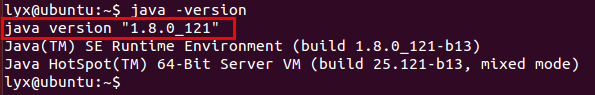 lyx@ubuntu:~$ java -version
java version "1.8.0_121"
Java(TM) SE Runtime Environment (build 1.8.0_121-b13)
Java HotSpot(TM) 64-Bit Server VM (build 25.121-b13, mixed mode)
lyx@ubuntu:~$